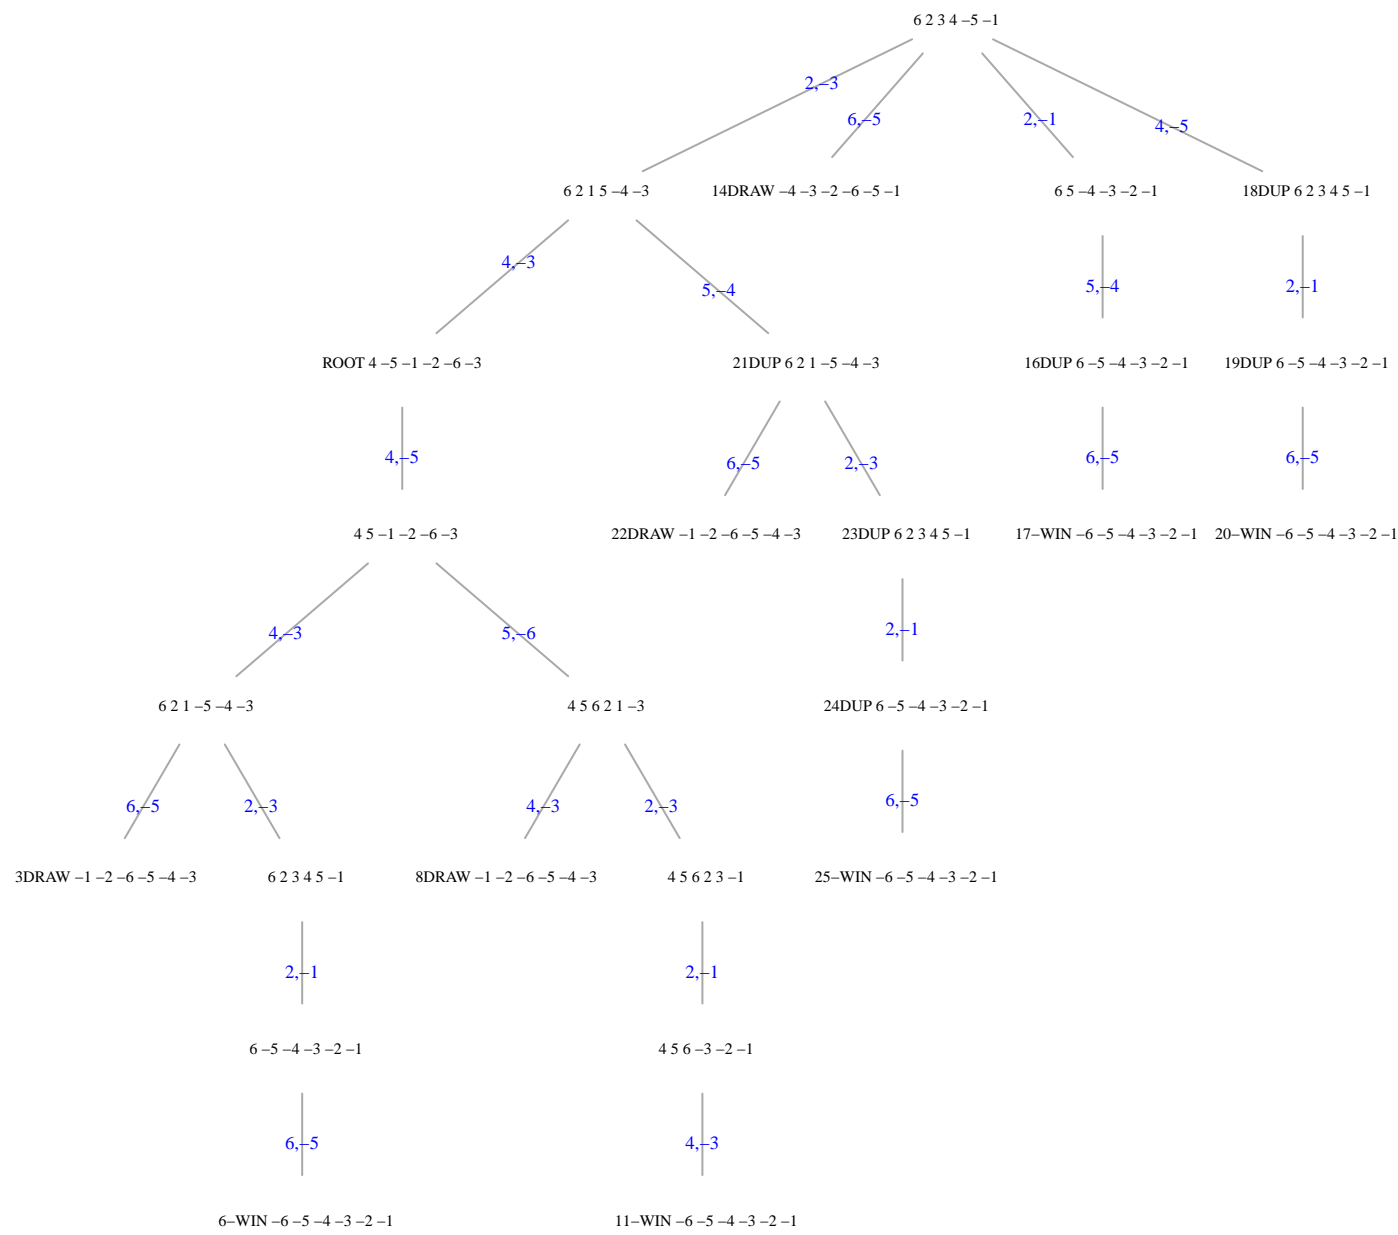 6 2 3 4 –5 –1
2,–3
6,–5
2,–1
4,–5
6 2 1 5 –4 –3
14DRAW –4 –3 –2 –6 –5 –1
6 5 –4 –3 –2 –1
18DUP 6 2 3 4 5 –1
4,–3
5,–4
5,–4
2,–1
ROOT 4 –5 –1 –2 –6 –3
21DUP 6 2 1 –5 –4 –3
16DUP 6 –5 –4 –3 –2 –1
19DUP 6 –5 –4 –3 –2 –1
4,–5
6,–5
2,–3
6,–5
6,–5
4 5 –1 –2 –6 –3
22DRAW –1 –2 –6 –5 –4 –3
23DUP 6 2 3 4 5 –1
17–WIN –6 –5 –4 –3 –2 –1
20–WIN –6 –5 –4 –3 –2 –1
4,–3
5,–6
2,–1
6 2 1 –5 –4 –3
4 5 6 2 1 –3
24DUP 6 –5 –4 –3 –2 –1
6,–5
2,–3
4,–3
2,–3
6,–5
3DRAW –1 –2 –6 –5 –4 –3
6 2 3 4 5 –1
8DRAW –1 –2 –6 –5 –4 –3
4 5 6 2 3 –1
25–WIN –6 –5 –4 –3 –2 –1
2,–1
2,–1
6 –5 –4 –3 –2 –1
4 5 6 –3 –2 –1
6,–5
4,–3
6–WIN –6 –5 –4 –3 –2 –1
11–WIN –6 –5 –4 –3 –2 –1